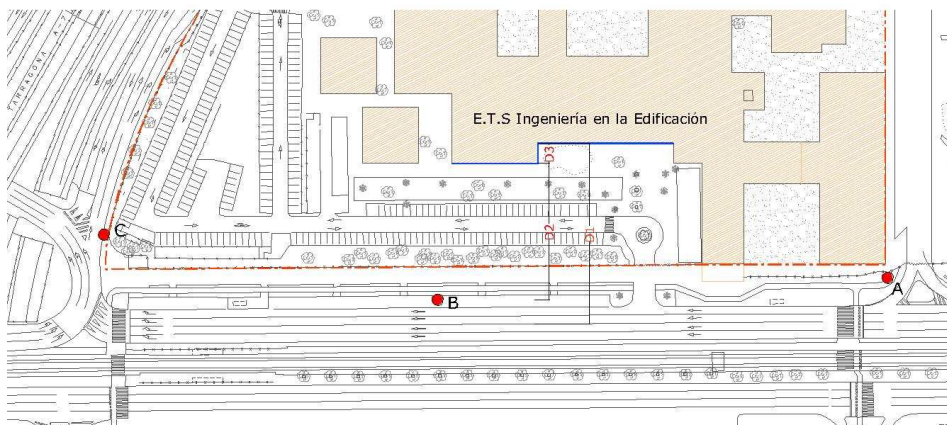 TARRAGONA A-7
E.T.S Ingeniería en la Edificación
D3
D2
D1
C
B
A